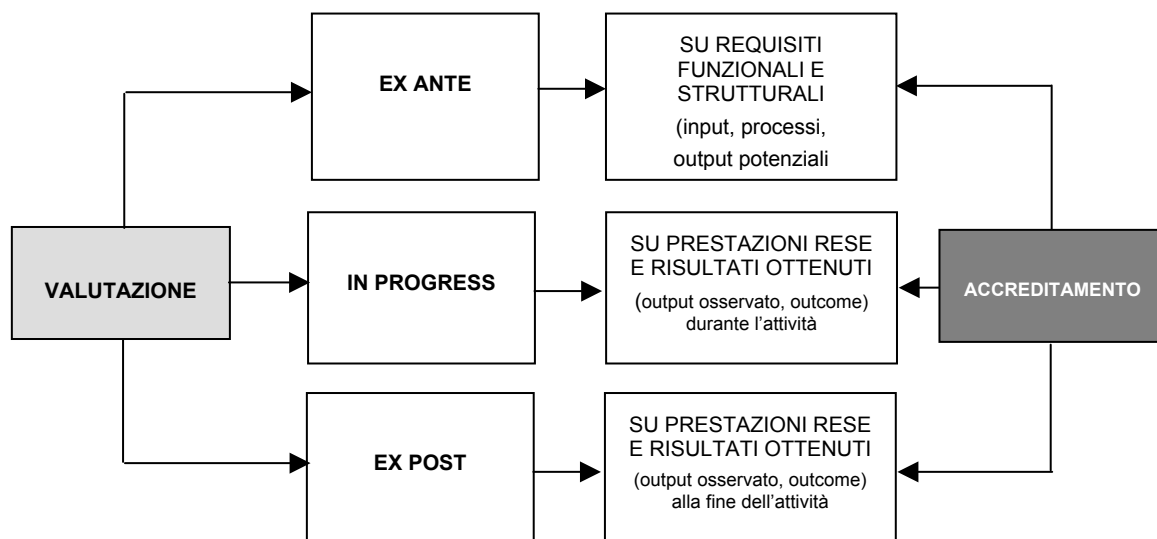 EX ANTE
SU REQUISITI
FUNZIONALI E
STRUTTURALI
(input, processi,
output potenziali
VALUTAZIONE
IN PROGRESS
SU PRESTAZIONI RESE
E RISULTATI OTTENUTI
(output osservato, outcome)
durante l’attività
ACCREDITAMENTO
EX POST
SU PRESTAZIONI RESE
E RISULTATI OTTENUTI
(output osservato, outcome)
alla fine dell’attività